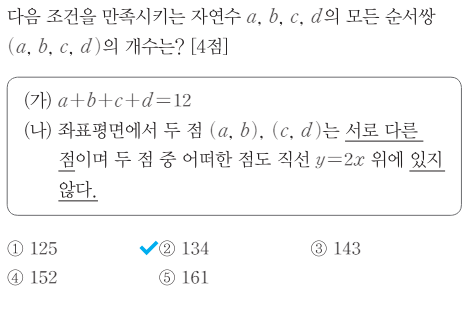 다음 조건을 만족시키는 자연수 a, b, c, d의 모든 순서쌍
(a, b, c, d)의 개수는? [4점]
(가) a+b+c+d=12
(나) 좌표평면에서 두 점 (a, b), (c, d)는 서로 다른
점이며 두 점 중 어떠한 점도 직선 y=2x 위에 있지
않다.
① 125 ② 134 ③ 143
④ 152 ⑤ 161